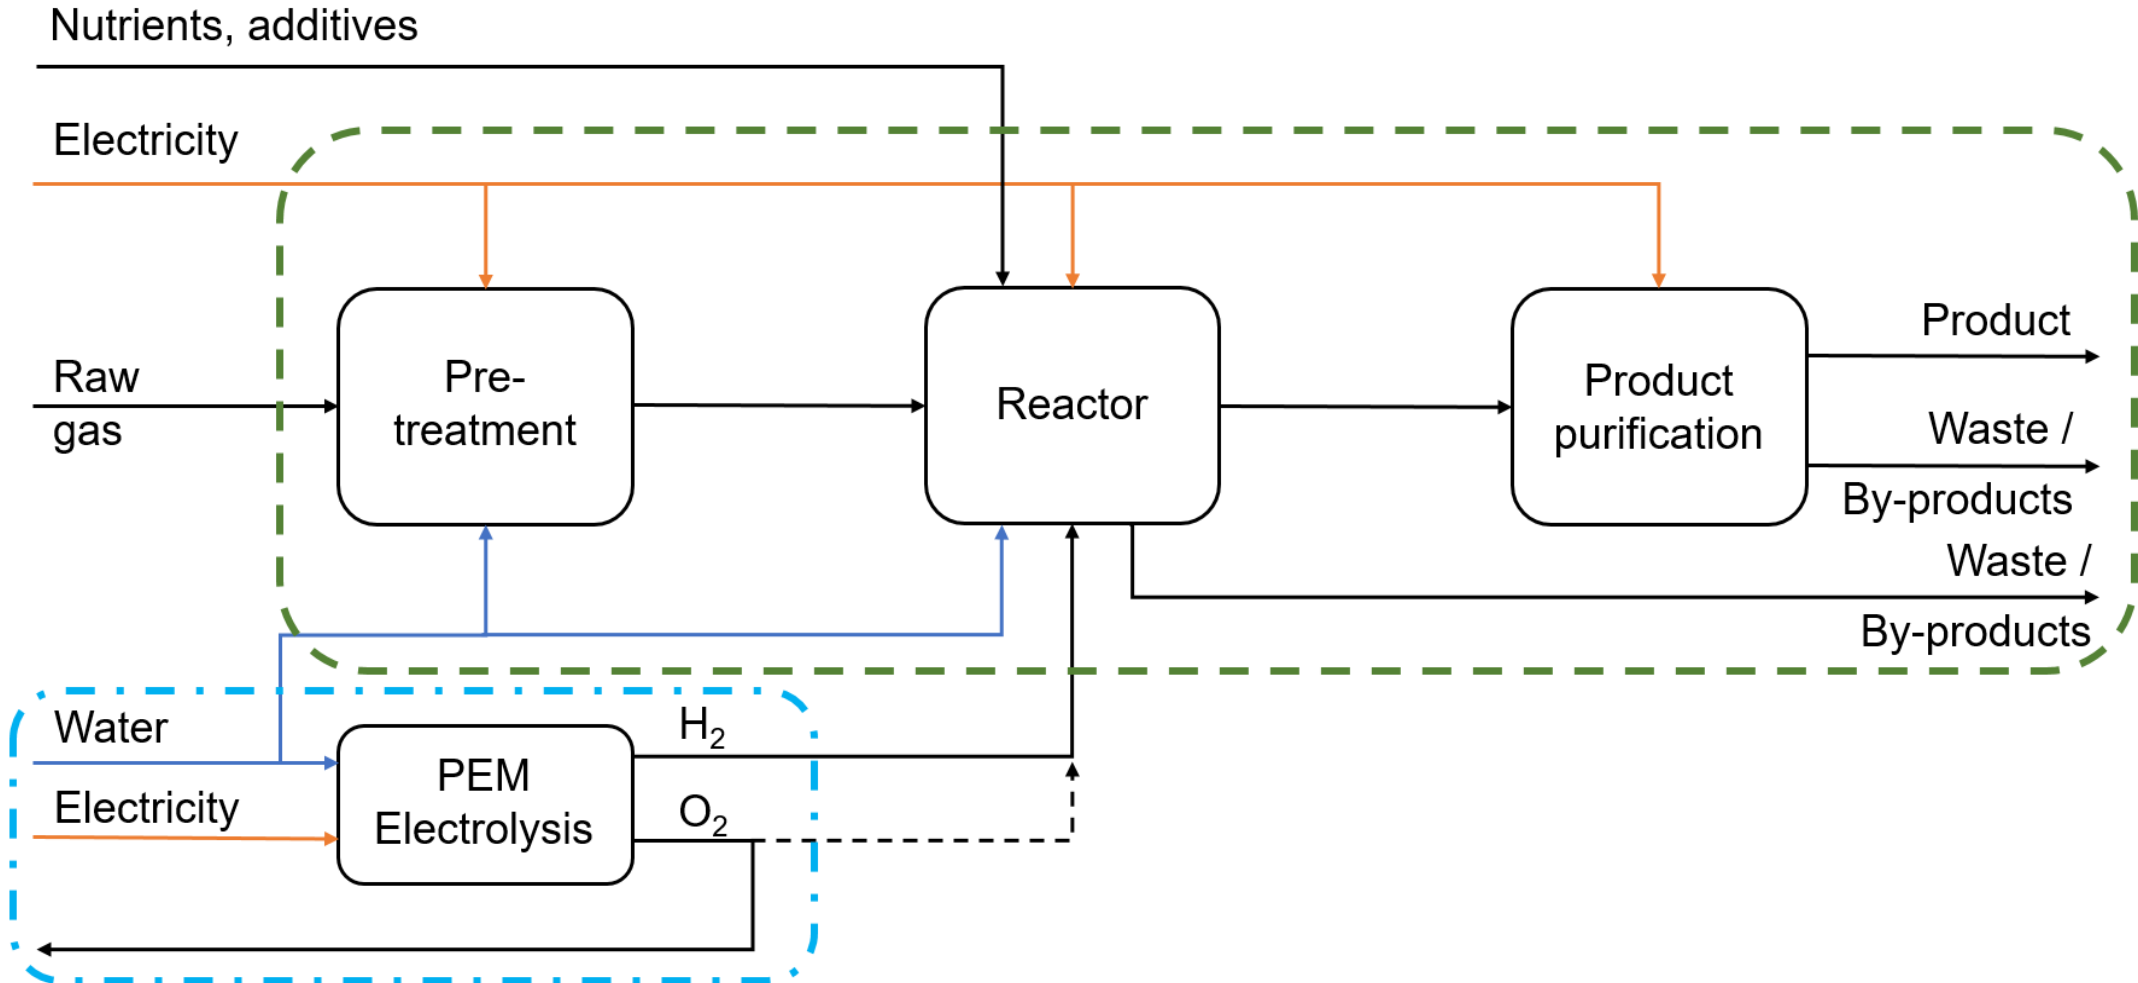 Nutrients, additives
Electricity
Raw
gas
Pre-
treatment
Reactor
Product
purification
Product
Waste /
By-products
Waste /
By-products
Water
Electricity
PEM
Electrolysis
H₂
O₂